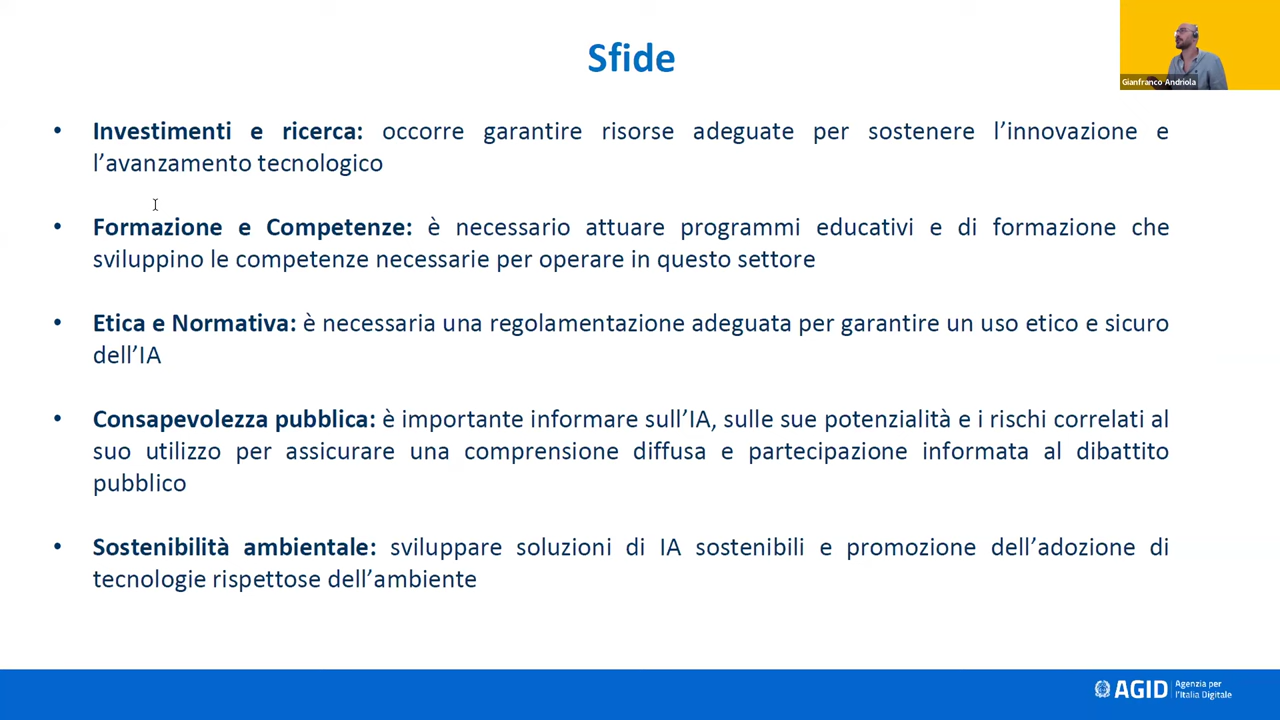 Sfide
Gianfranco Andriola
• Investimenti e ricerca: occorre garantire risorse adeguate per sostenere l’innovazione e
l’avanzamento tecnologico
• Formazione e Competenze: è necessario attuare programmi educativi e di formazione che
sviluppino le competenze necessarie per operare in questo settore
• Etica e Normativa: è necessaria una regolamentazione adeguata per garantire un uso etico e sicuro
dell’IA
• Consapevolezza pubblica: è importante informare sull’IA, sulle sue potenzialità e i rischi correlati al
suo utilizzo per assicurare una comprensione diffusa e partecipazione informata al dibattito
pubblico
• Sostenibilità ambientale: sviluppare soluzioni di IA sostenibili e promozione dell’adozione di
tecnologie rispettose dell’ambiente
AGID
Agenzia per
l’Italia Digitale